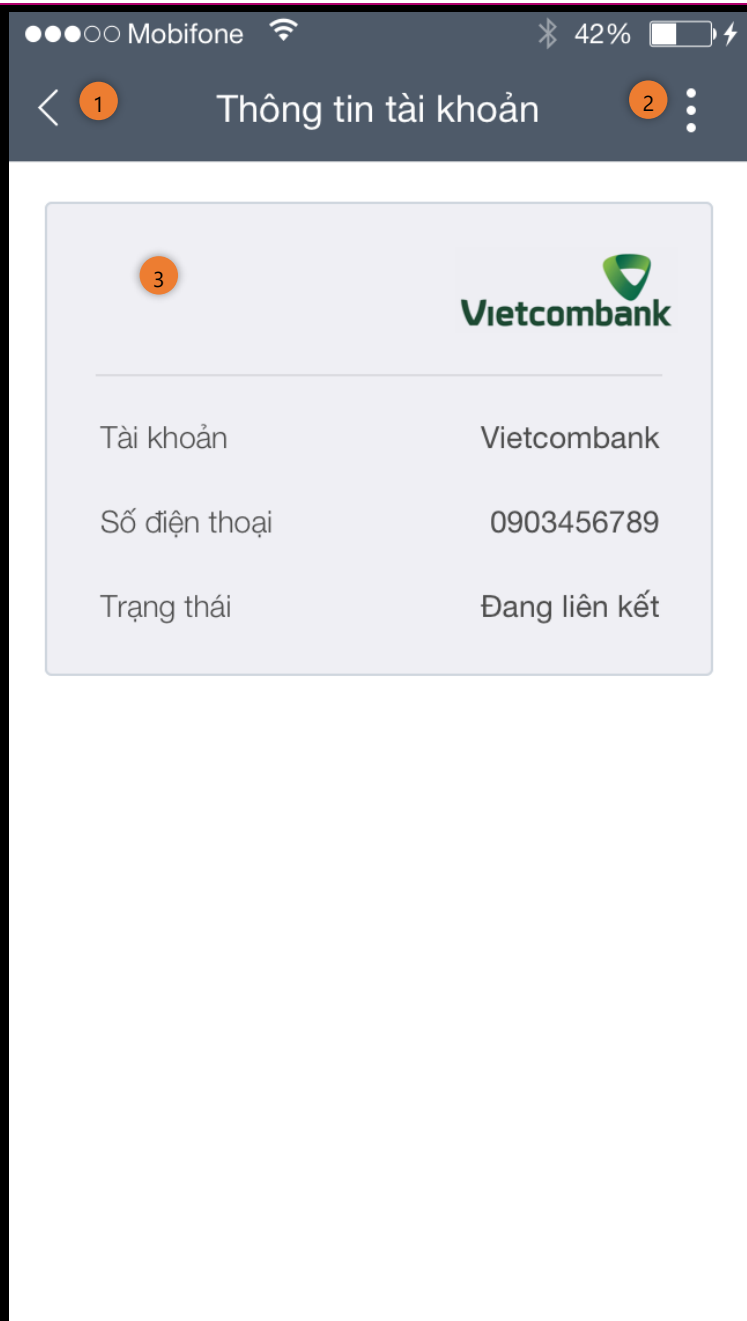 Mobifone 42%
1 Thông tin tài khoản 2
3
Vietcombank
Tài khoản Vietcombank
Số điện thoại 0903456789
Trạng thái Đang liên kết